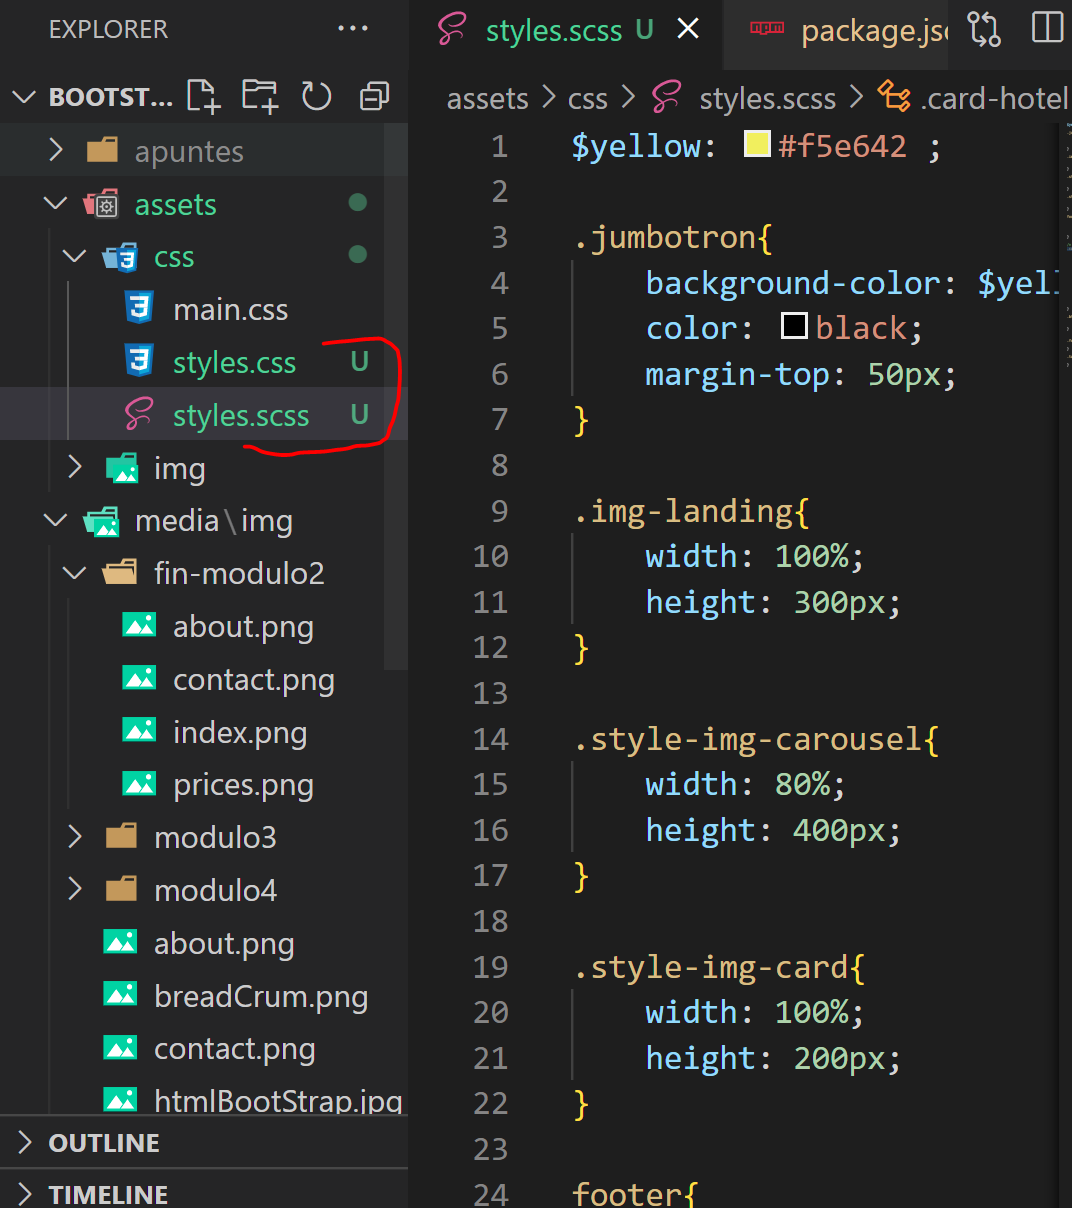 EXPLORER
BOOTST...
apuntes
assets
css
main.css
styles.css U
styles.scss U
img
media\img
fin-modulo2
about.png
contact.png
index.png
prices.png
modulo3
modulo4
about.png
breadCrum.png
contact.png
htmlBootStrap.jpg
OUTLINE
TIMELINE
styles.scss U
package.jso
assets > css > styles.scss > .card-hotel
1 $yellow: #f5e642 ;
2
3 .jumbotron{
4 background-color: $yell
5 color: black;
6 margin-top: 50px;
7 }
8
9 .img-landing{
10 width: 100%;
11 height: 300px;
12 }
13
14 .style-img-carousel{
15 width: 80%;
16 height: 400px;
17 }
18
19 .style-img-card{
20 width: 100%;
21 height: 200px;
22 }
23
24 footer{